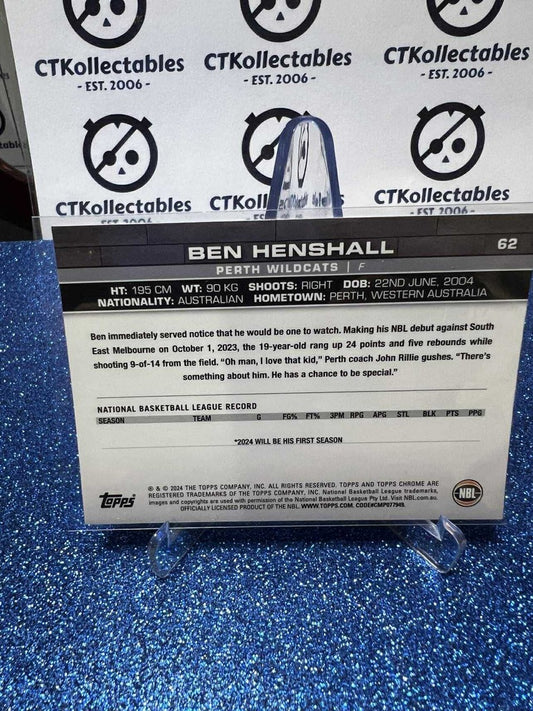 CTKollectables CTKollectables CTKollectables
- EST. 2006 - - EST. 2006 - - EST. 2006 -
CTKollectables CTKollectables CTKollectables
EST. 2006 - EST. 2006 -
BEN HENSHALL 62
PERTH WILDCATS | F
HT: 195 CM WT: 90 KG SHOOTS: RIGHT DOB: 22ND JUNE, 2004
NATIONALITY: AUSTRALIAN HOMETOWN: PERTH, WESTERN AUSTRALIA
Ben immediately served notice that he would be one to watch. Making his NBL debut against South
East Melbourne on October 1, 2023, the 19-year-old rang up 24 points and five rebounds while
shooting 9-of-14 from the field. "Oh man, I love that kid," Perth coach John Rillie gushes. "There's
something about him. He has a chance to be special."
NATIONAL BASKETBALL LEAGUE RECORD
SEASON TEAM G FG% FT% 3PM RPG APG STL BLK PTS PPG
*2024 WILL BE HIS FIRST SEASON
® & © 2024 THE TOPPS COMPANY, INC. ALL RIGHTS RESERVED. TOPPS AND TOPPS CHROME ARE
REGISTERED TRADEMARKS OF THE TOPPS COMPANY, INC. National Basketball League trademarks,
images and copyrights are used with permission of the National Basketball League Pty Ltd. Visit NBL.com.au.
OFFICIALLY LICENSED PRODUCT OF THE NBL. WWW.TOPPS.COM. CODE#CMP077949.
topps
NBL